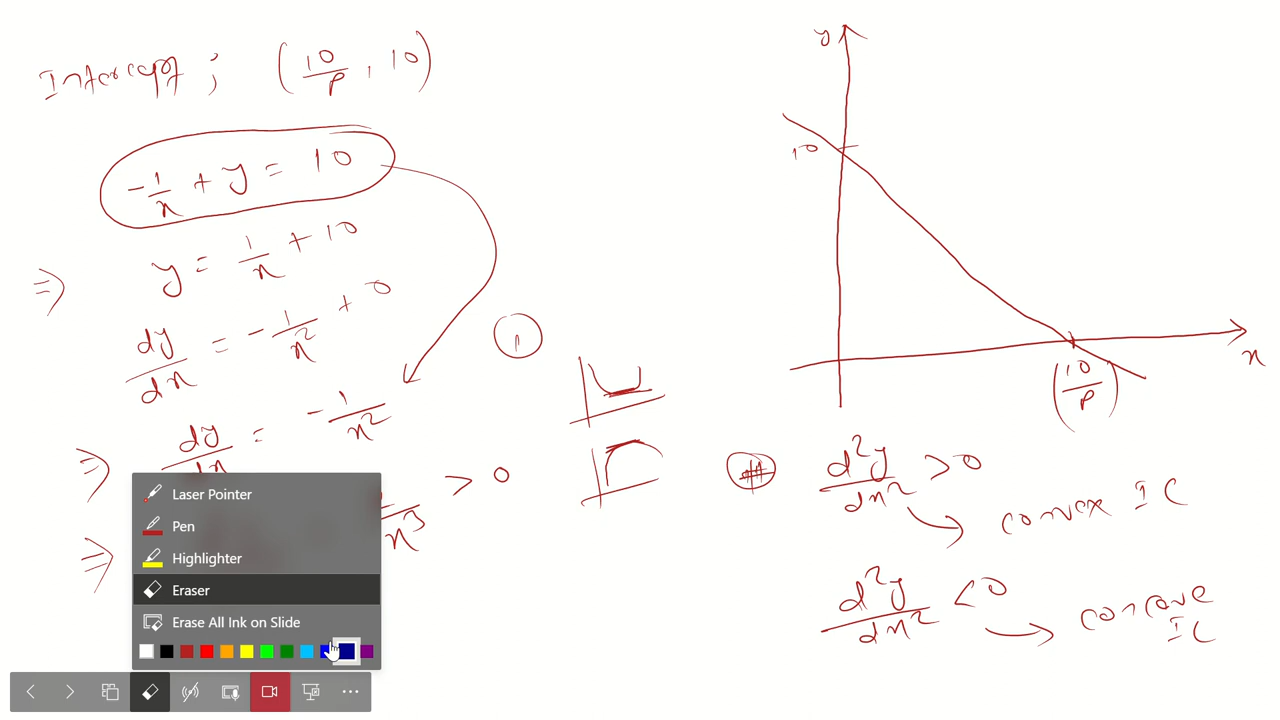 Intercept; (10/P, 10)
-1/x + y = 10
⇒ y = 1/x + 10
dy/dx = -1/x² + 0
⇒ dy/dx = -1/x²
⇒ 1/x³ > 0
1
y
10
x
(10/P)
# d²y/dx² > 0
convex IC
d²y/dx² < 0
concave
IC
Laser Pointer
Pen
Highlighter
Eraser
Erase All Ink on Slide